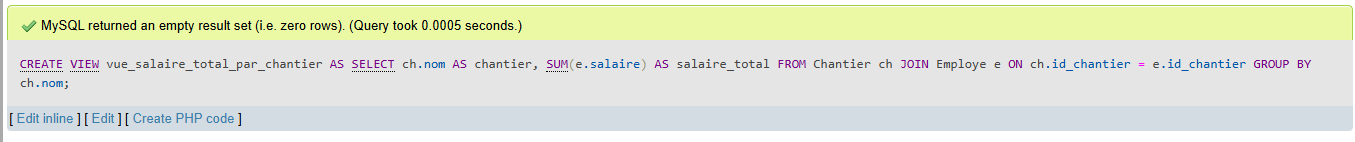 MySQL returned an empty result set (i.e. zero rows). (Query took 0.0005 seconds.)
CREATE VIEW vue_salaire_total_par_chantier AS SELECT ch.nom AS chantier, SUM(e.salaire) AS salaire_total FROM Chantier ch JOIN Employe e ON ch.id_chantier = e.id_chantier GROUP BY
ch.nom;
[ Edit inline ] [ Edit ] [ Create PHP code ]